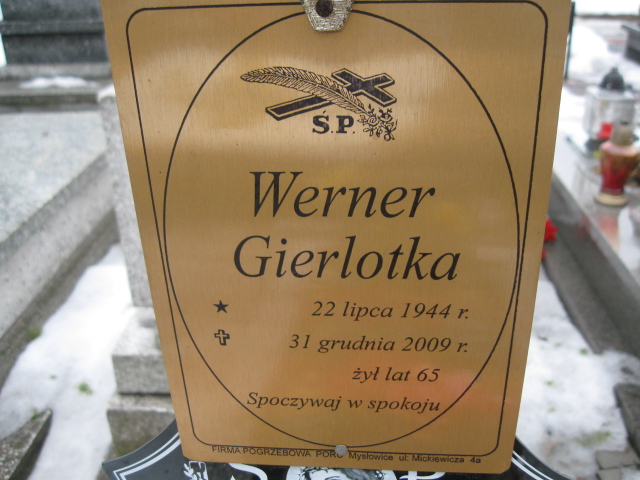 Ś.P.
Werner
Gierlotka
22 lipca 1944 r.
31 grudnia 2009 r.
żył lat 65
Spoczywaj w spokoju
FIRMA POGRZEBOWA Mysłowice ul: Mickiewicza 4a